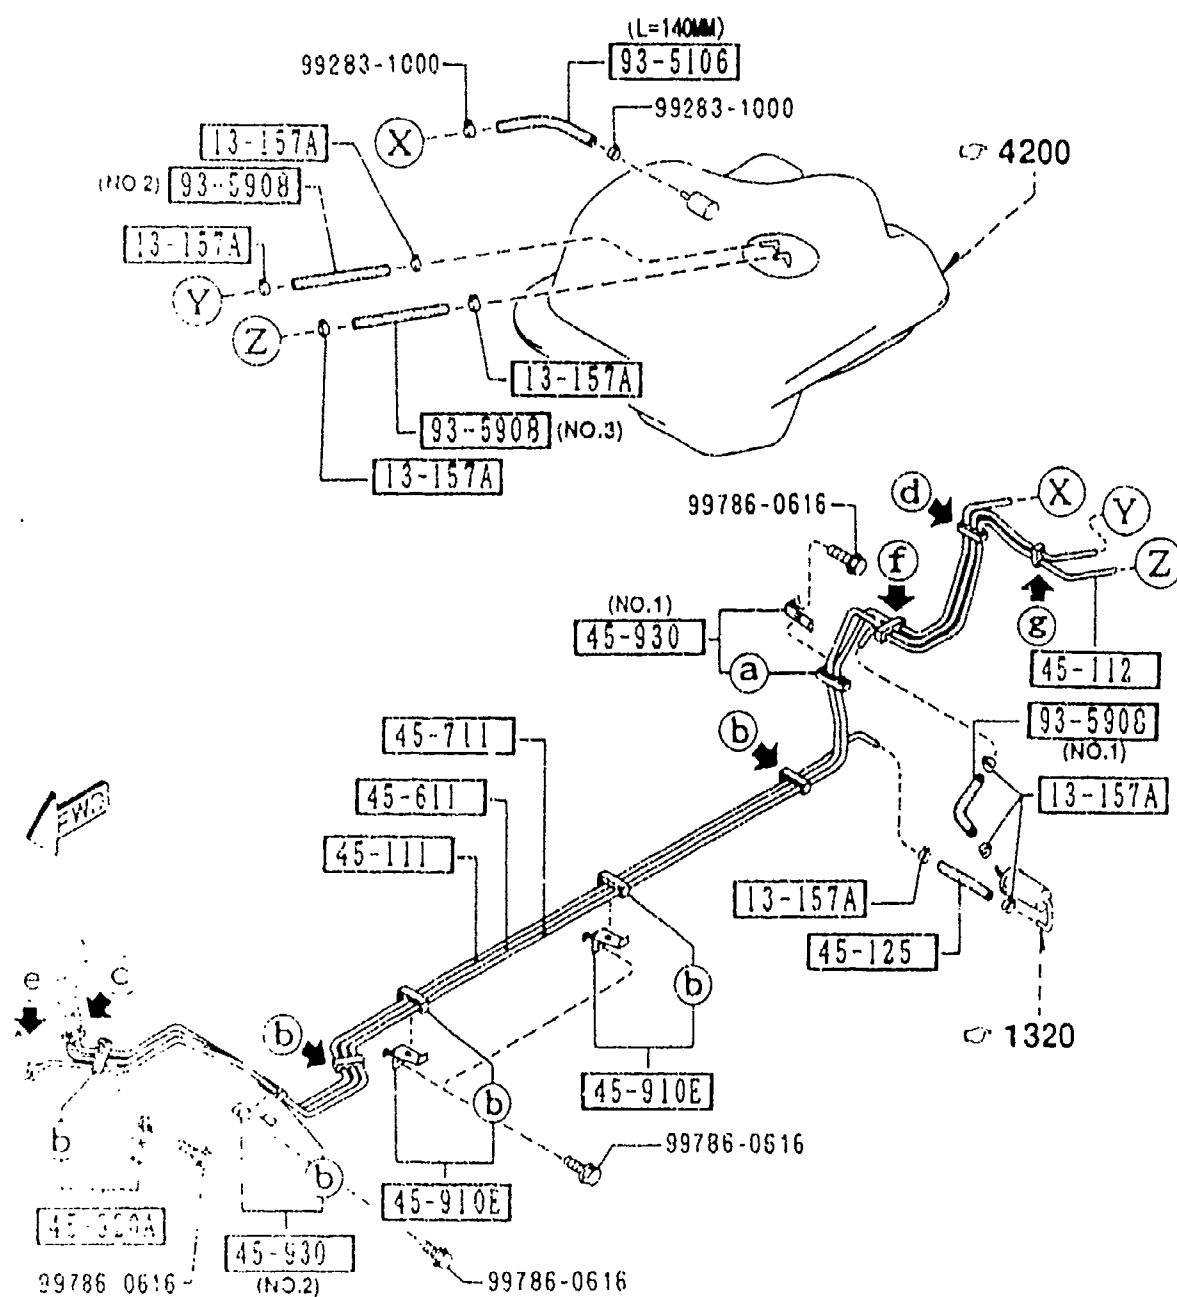 (L=140MM)
99283-1000
93-5106
99283-1000
X
13-157A
4200
(NO.2) 93-5908
13-157A
Y
Z
13-157A
93-5908 (NO.3)
13-157A
99786-0616
d
X
Y
f
Z
(NO.1)
45-930
g
a
45-112
b
93-5908
(NO.1)
45-711
45-611
13-157A
FWD
45-111
13-157A
45-125
e
c
b
b
1320
45-910E
b
99786-0616
b
b
45-910E
45-930
(NO.2)
99786 0616
99786-0616